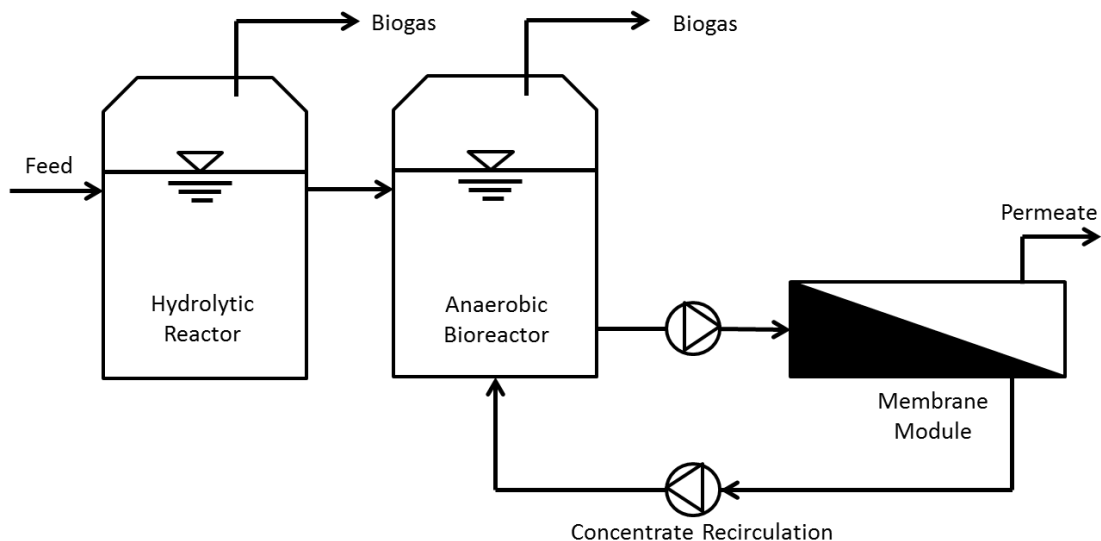 Biogas
Biogas
Feed
Permeate
Hydrolytic
Reactor
Anaerobic
Bioreactor
Membrane
Module
Concentrate Recirculation